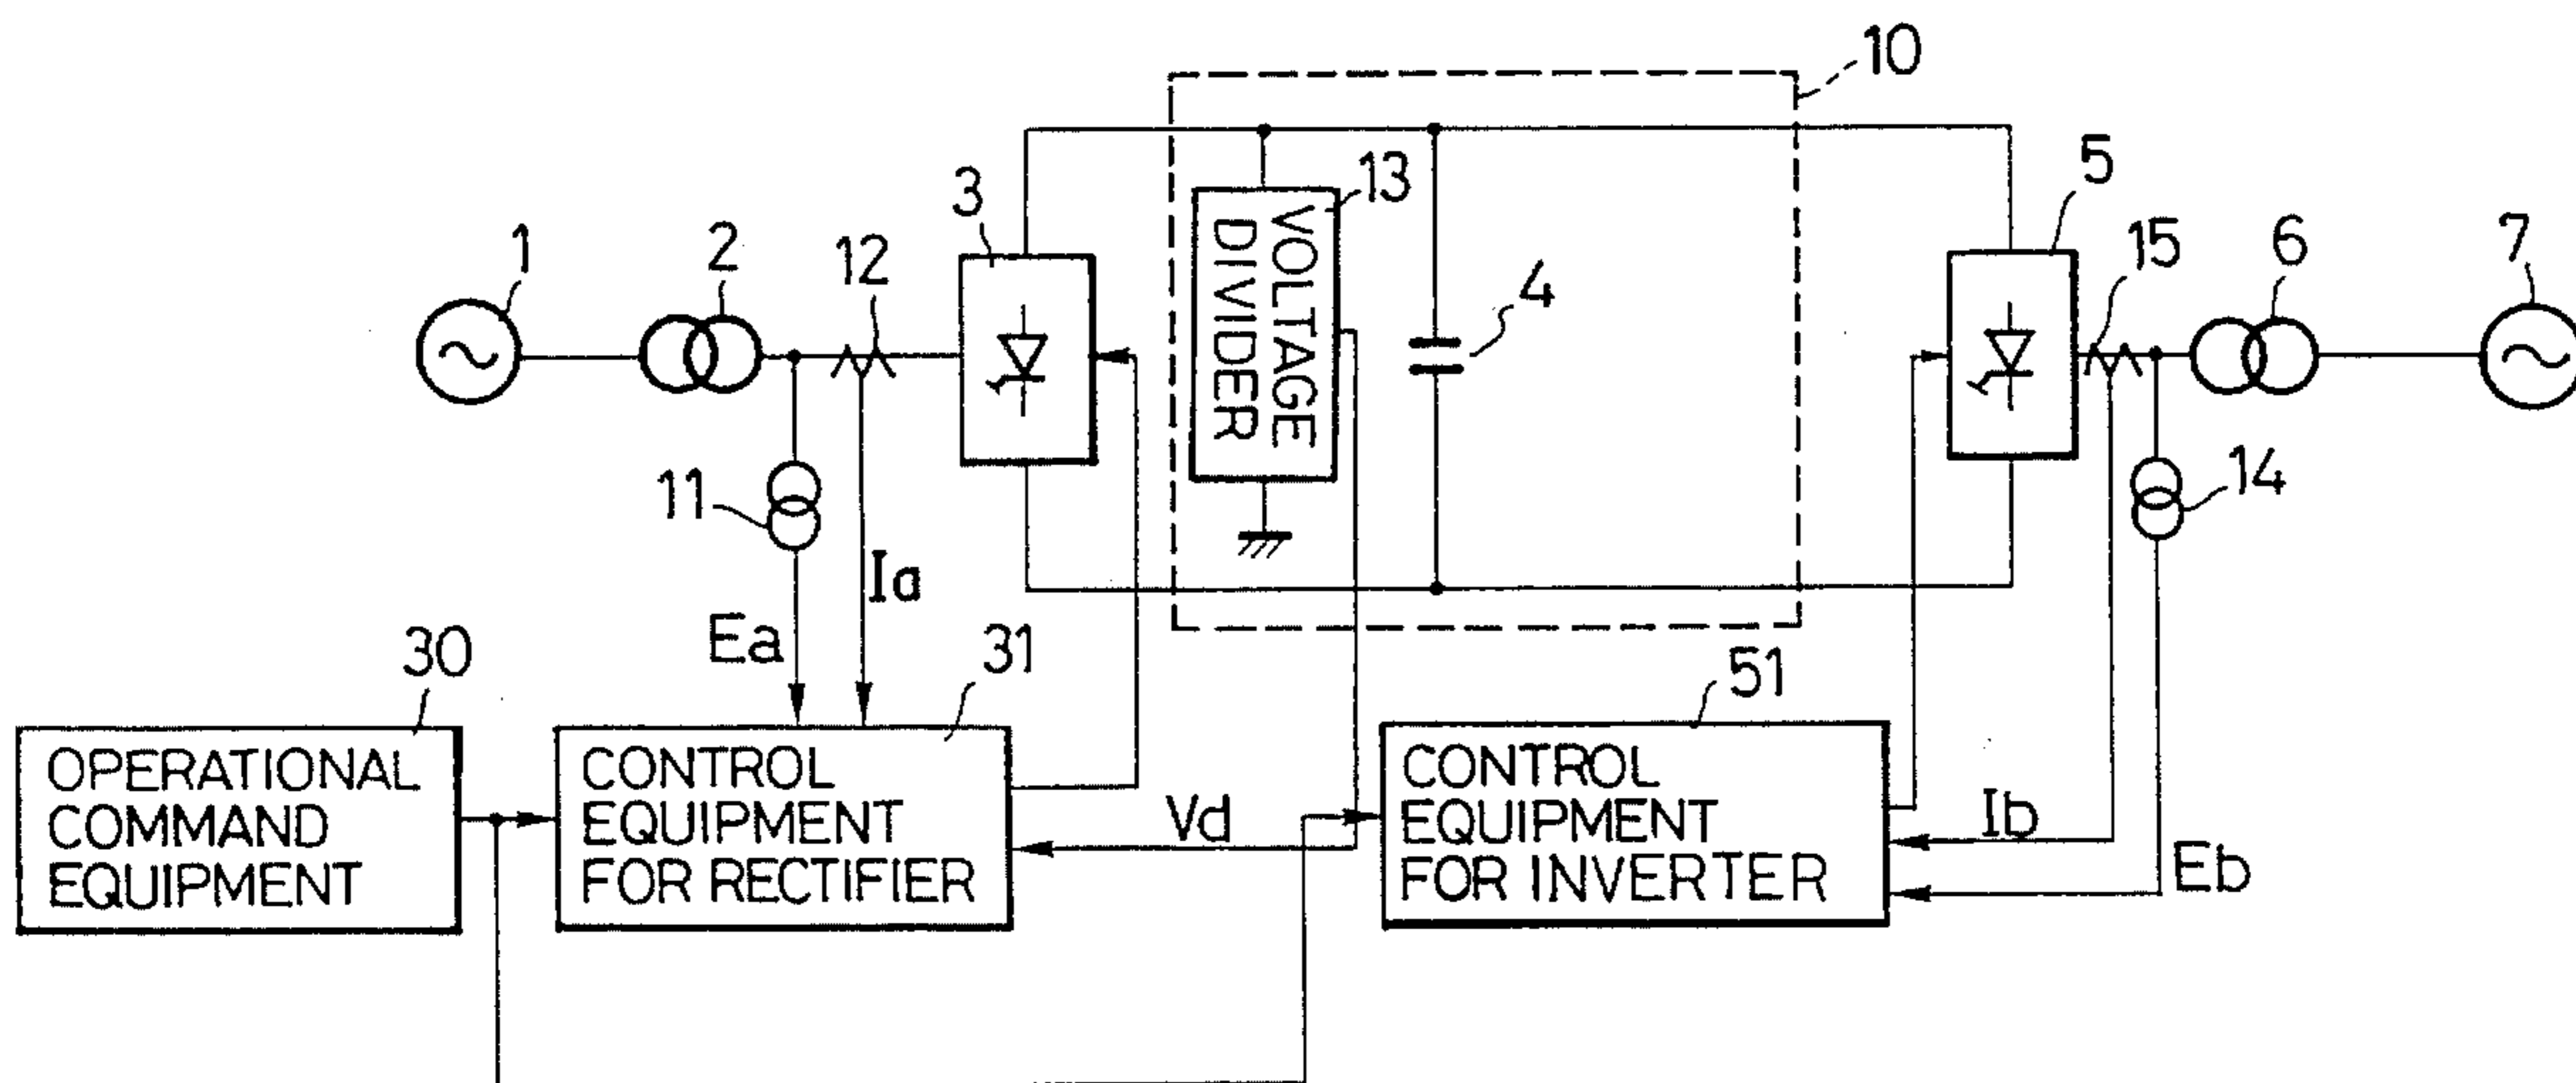 10
13
5
3
VOLTAGE
DIVIDER
1
2
12
4
15
6
7
11
14
Ia
Ea
30
31
51
OPERATIONAL
COMMAND
EQUIPMENT
CONTROL
EQUIPMENT
FOR RECTIFIER
Vd
CONTROL
EQUIPMENT
FOR INVERTER
Ib
Eb